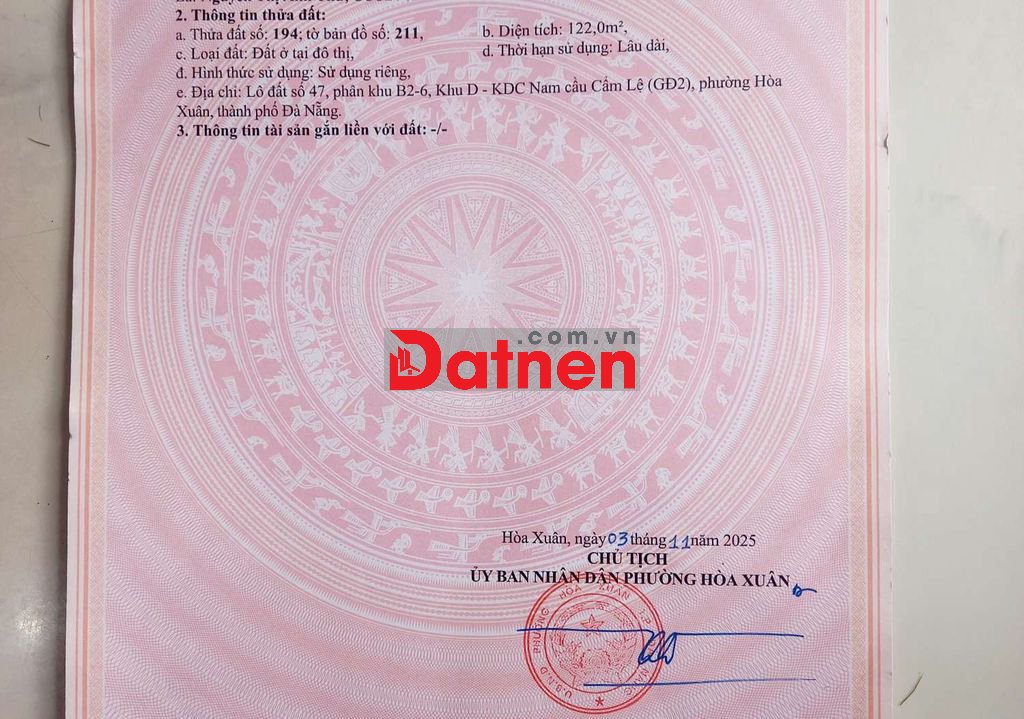 2. Thông tin thửa đất:
a. Thửa đất số: 194; tờ bản đồ số: 211, b. Diện tích: 122,0m²,
c. Loại đất: Đất ở tại đô thị, d. Thời hạn sử dụng: Lâu dài,
đ. Hình thức sử dụng: Sử dụng riêng,
e. Địa chỉ: Lô đất số 47, phân khu B2-6, Khu D - KDC Nam cầu Cẩm Lệ (GĐ2), phường Hòa
Xuân, thành phố Đà Nẵng.
3. Thông tin tài sản gắn liền với đất: -/-
.com.vn
Datnen
Hòa Xuân, ngày 03 tháng 11 năm 2025
CHỦ TỊCH
ỦY BAN NHÂN DÂN PHƯỜNG HÒA XUÂN
U.B.N.D PHƯỜNG HÒA XUÂN T.P